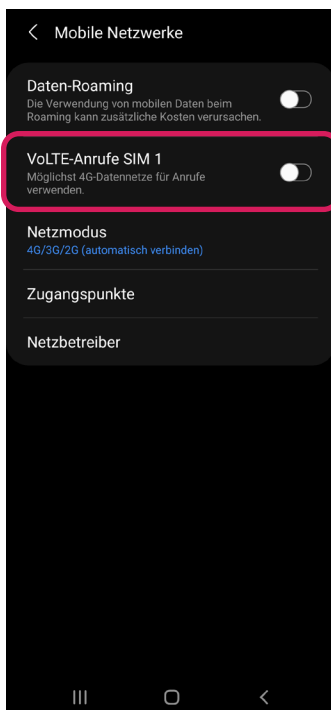 Mobile Netzwerke
Daten-Roaming
Die Verwendung von mobilen Daten beim
Roaming kann zusätzliche Kosten verursachen.
VoLTE-Anrufe SIM 1
Möglichst 4G-Datennetze für Anrufe
verwenden.
Netzmodus
4G/3G/2G (automatisch verbinden)
Zugangspunkte
Netzbetreiber